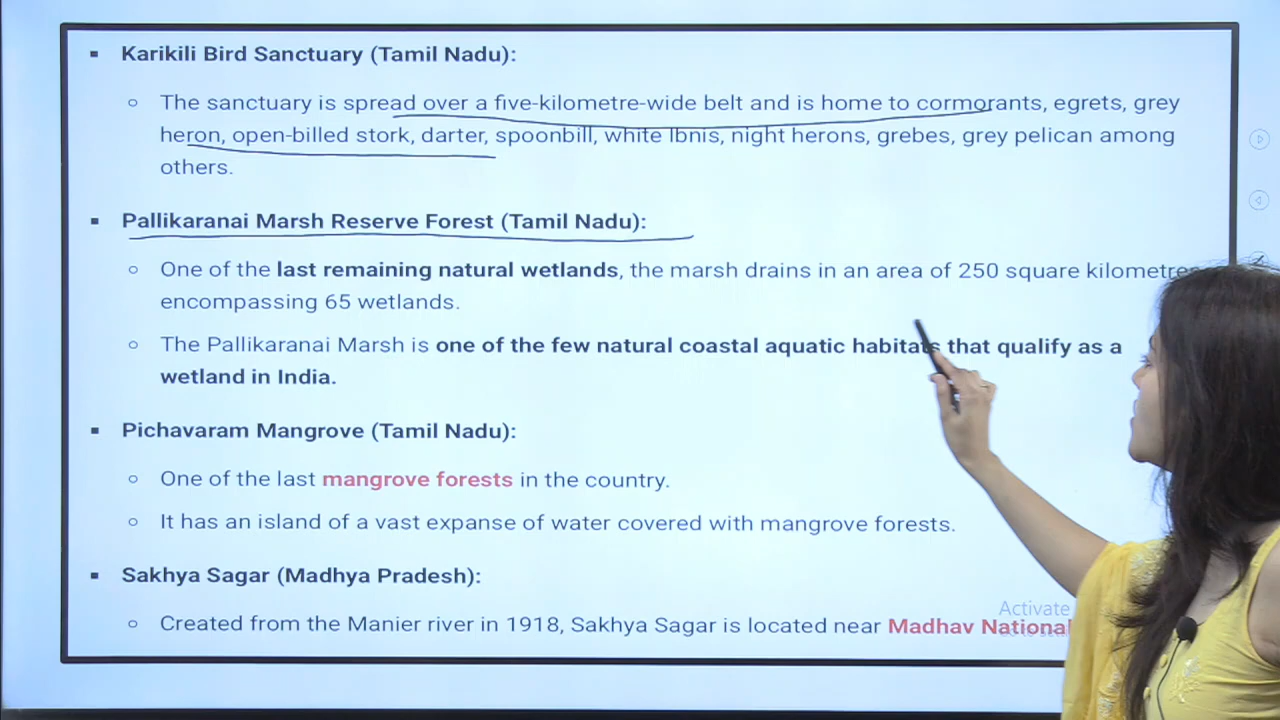 ▪ Karikili Bird Sanctuary (Tamil Nadu):
○ The sanctuary is spread over a five-kilometre-wide belt and is home to cormorants, egrets, grey
heron, open-billed stork, darter, spoonbill, white lbnis, night herons, grebes, grey pelican among
others.
▪ Pallikaranai Marsh Reserve Forest (Tamil Nadu):
○ One of the last remaining natural wetlands, the marsh drains in an area of 250 square kilometres
encompassing 65 wetlands.
○ The Pallikaranai Marsh is one of the few natural coastal aquatic habitats that qualify as a
wetland in India.
▪ Pichavaram Mangrove (Tamil Nadu):
○ One of the last mangrove forests in the country.
○ It has an island of a vast expanse of water covered with mangrove forests.
▪ Sakhya Sagar (Madhya Pradesh):
○ Created from the Manier river in 1918, Sakhya Sagar is located near Madhav National
Activate